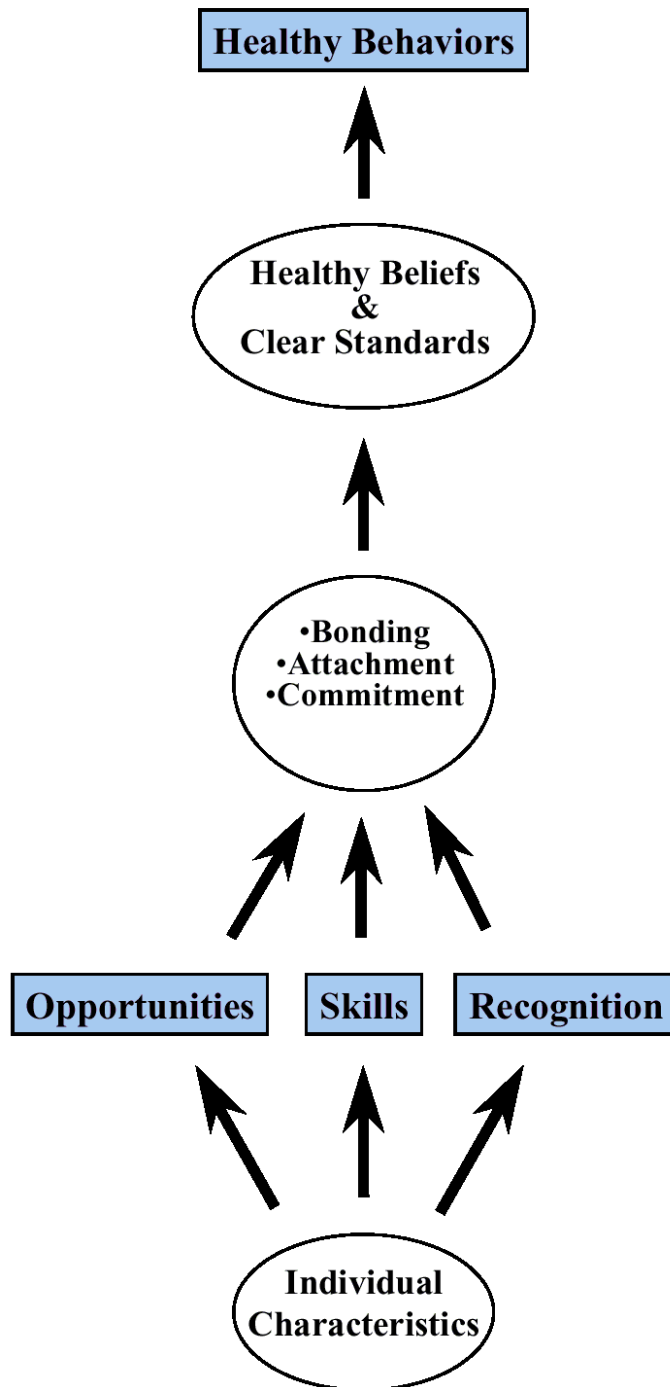 Healthy Behaviors
Healthy Beliefs
&
Clear Standards
•Bonding
•Attachment
•Commitment
Opportunities
Skills
Recognition
Individual
Characteristics